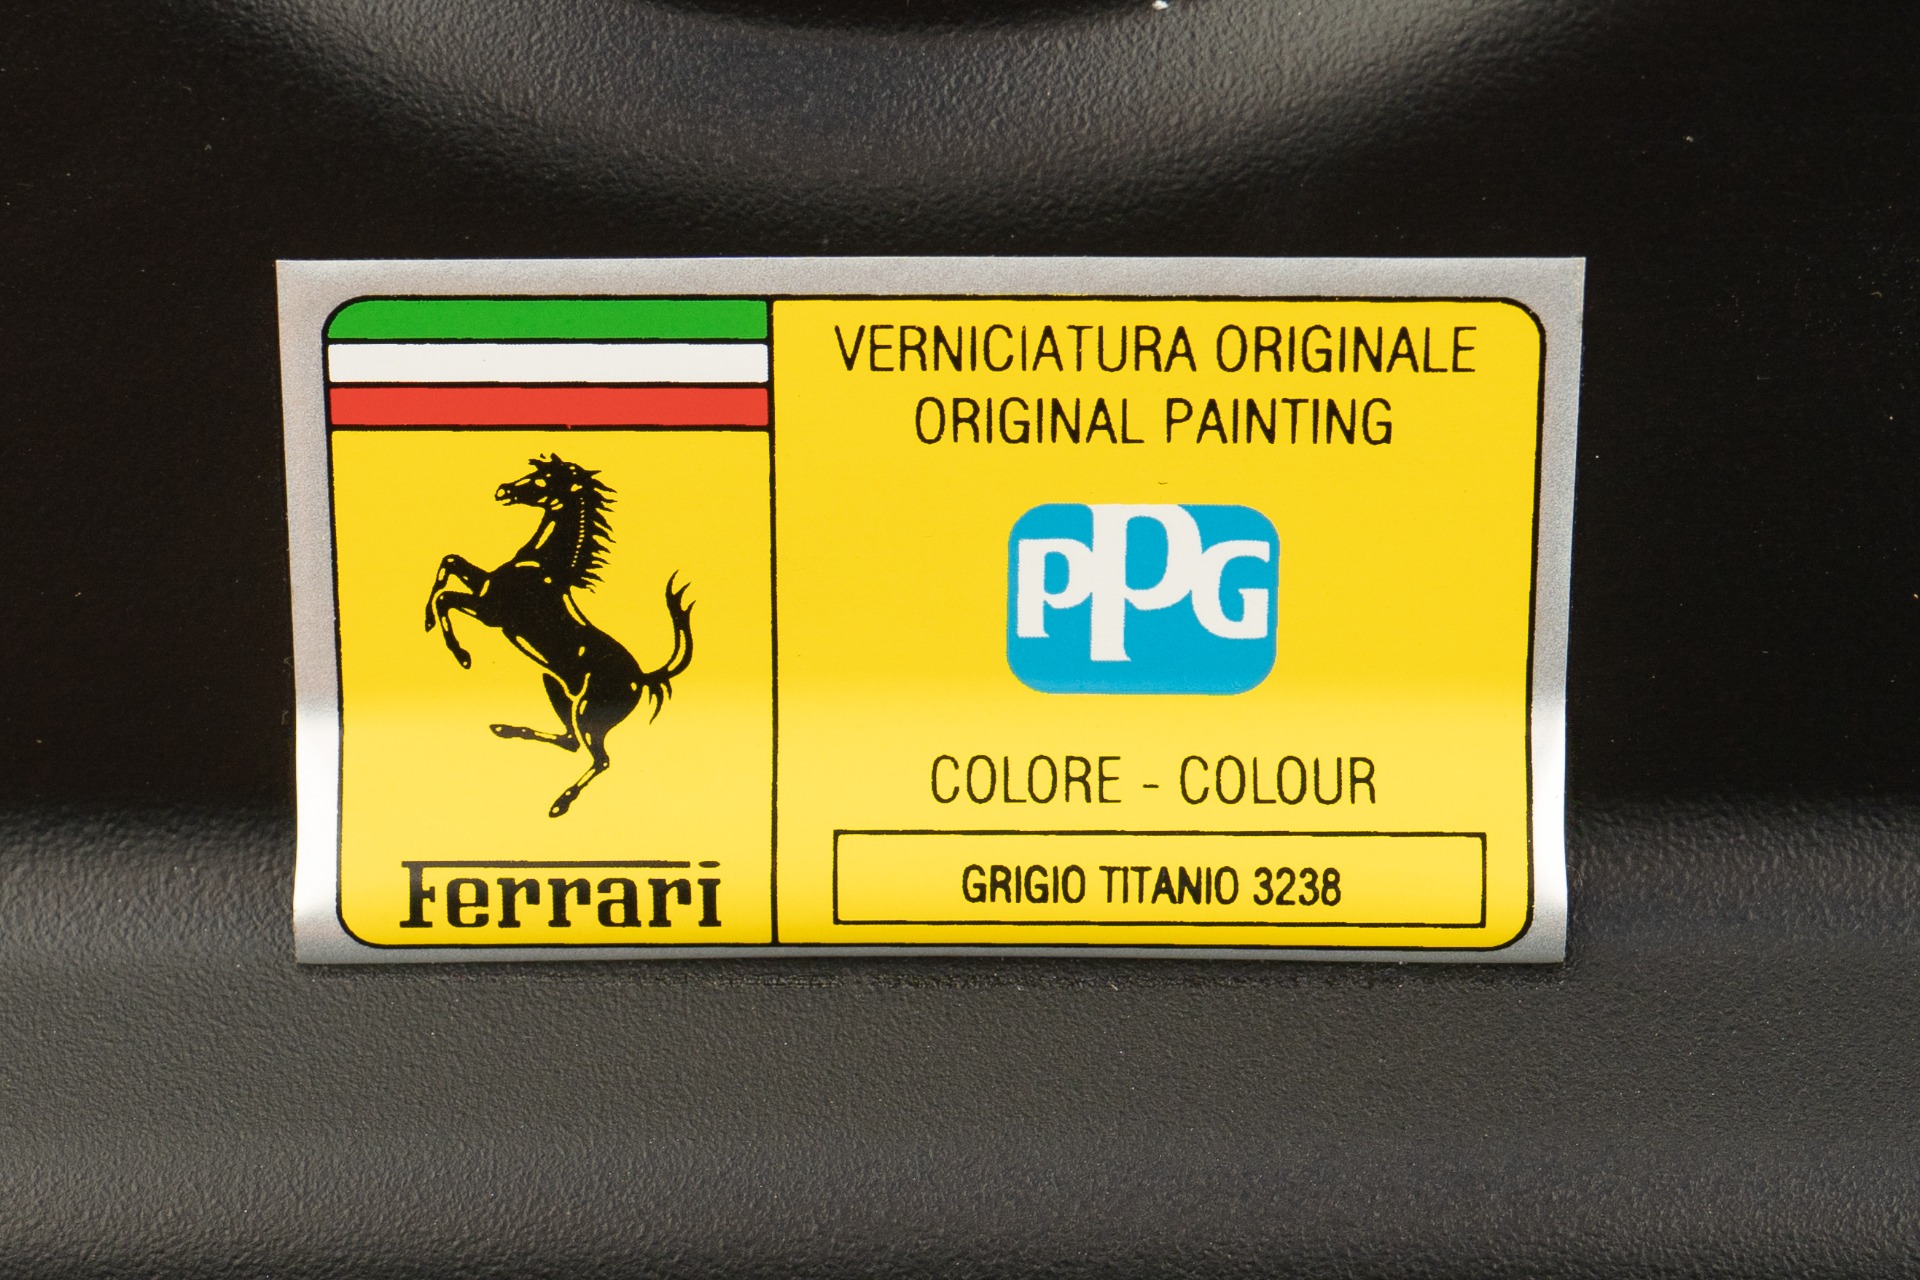 Ferrari
VERNICIATURA ORIGINALE
ORIGINAL PAINTING
PPG
COLORE - COLOUR
GRIGIO TITANIO 3238